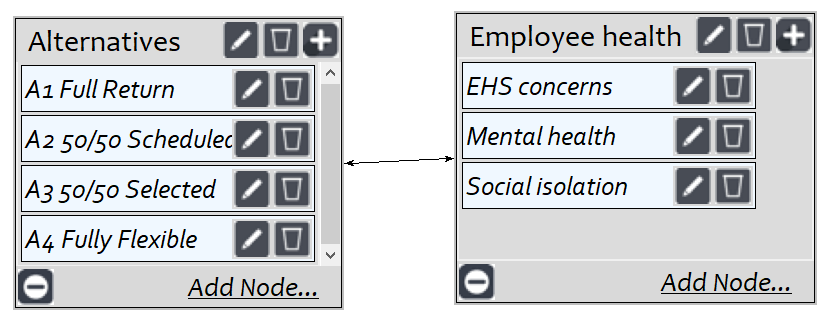 Alternatives
A1 Full Return
A2 50/50 Scheduled
A3 50/50 Selected
A4 Fully Flexible
Add Node...
Employee health
EHS concerns
Mental health
Social isolation
Add Node...